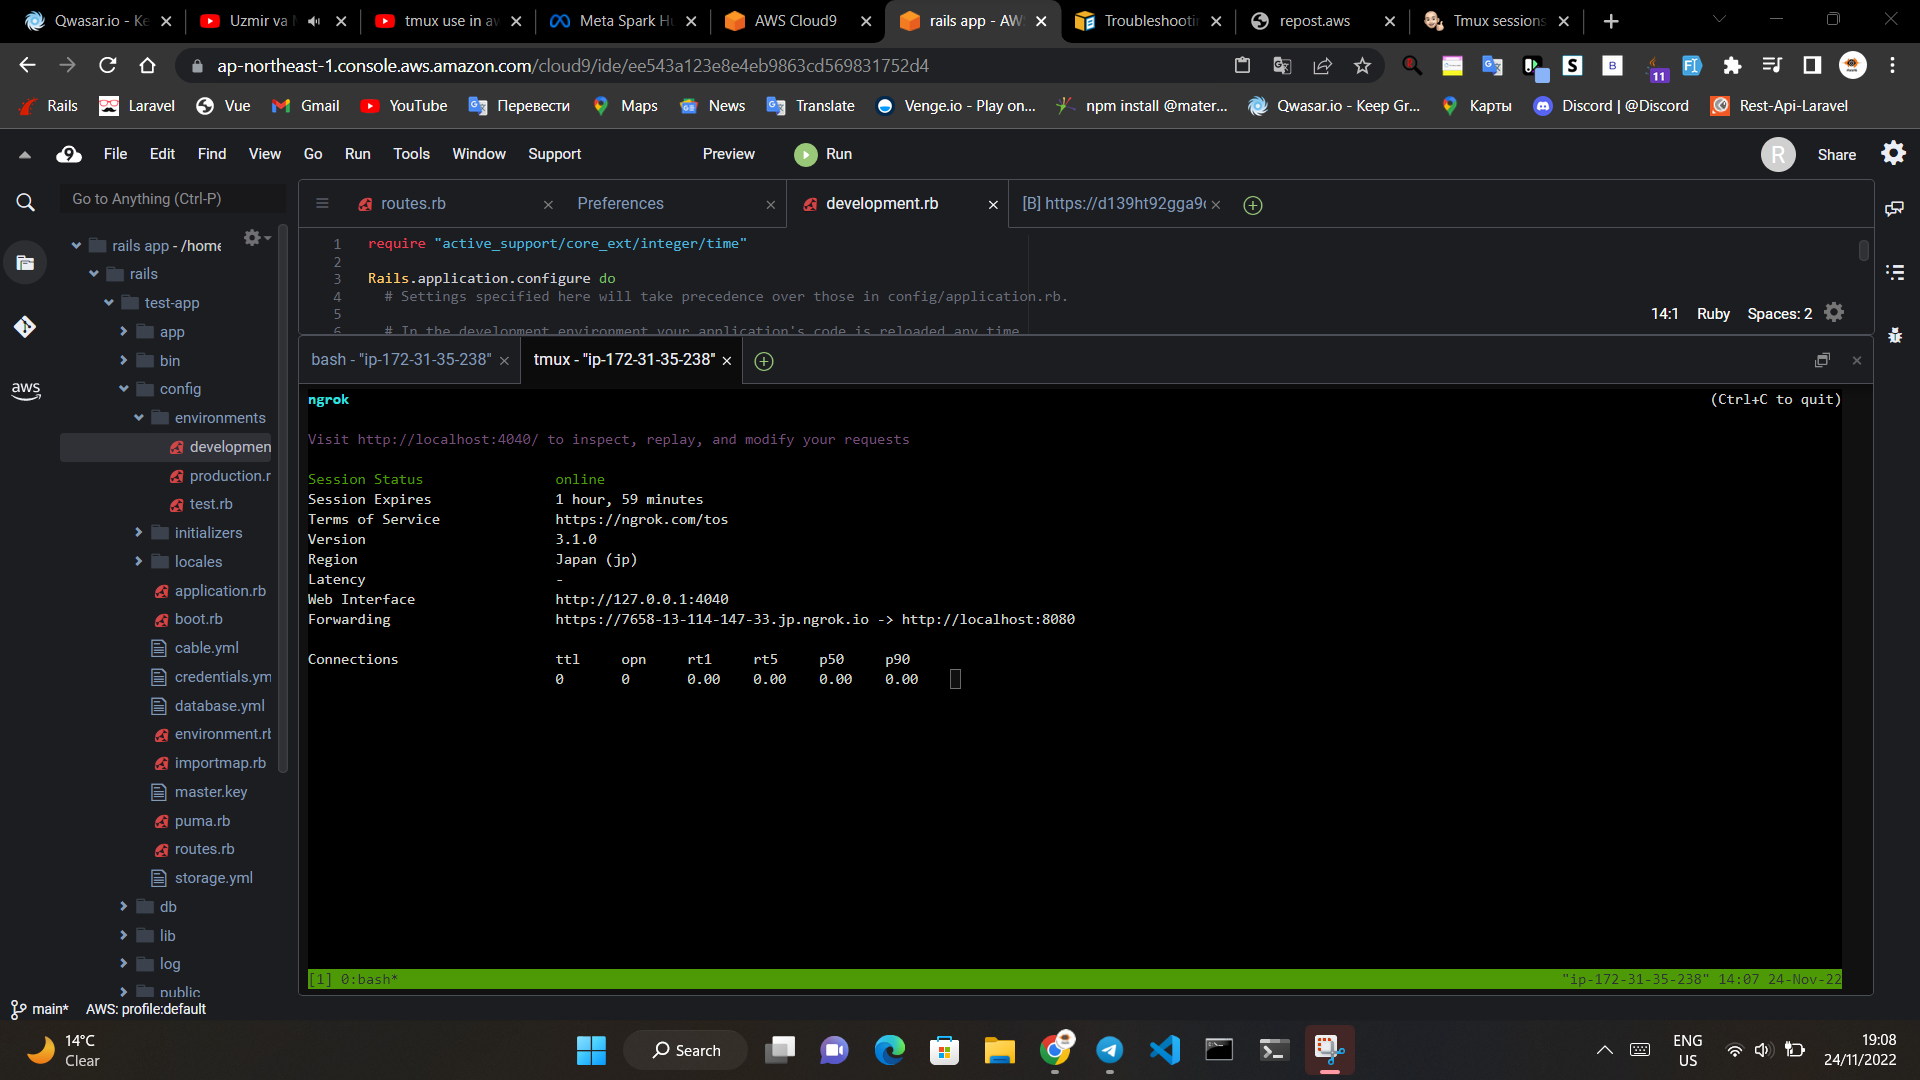 Qwasar.io - Ke
Uzmir va
tmux use in aw
Meta Spark Hu
AWS Cloud9
rails app - AWS
Troubleshooti
repost.aws
Tmux sessions
ap-northeast-1.console.aws.amazon.com/cloud9/ide/ee543a123e8e4eb9863cd569831752d4
11
Rails
Laravel
Vue
Gmail
YouTube
Перевести
Maps
News
Translate
Venge.io - Play on...
npm install @mater...
Qwasar.io - Keep Gr...
Карты
Discord | @Discord
Rest-Api-Laravel
9 File Edit Find View Go Run Tools Window Support Preview Run
R Share
Go to Anything (Ctrl-P)
routes.rb
Preferences
development.rb
[B] https://d139ht92gga9
rails app - /home
rails
test-app
app
bin
config
environments
developmen
production.r
test.rb
initializers
locales
application.rb
boot.rb
cable.yml
credentials.ym
database.yml
environment.rb
importmap.rb
master.key
puma.rb
routes.rb
storage.yml
db
lib
log
public
aws
1 require "active_support/core_ext/integer/time"
2
3 Rails.application.configure do
4 # Settings specified here will take precedence over those in config/application.rb.
5
6 # In the development environment your application's code is reloaded any time
14:1 Ruby Spaces: 2
bash - "ip-172-31-35-238"
tmux - "ip-172-31-35-238"
ngrok (Ctrl+C to quit)
Visit http://localhost:4040/ to inspect, replay, and modify your requests
Session Status online
Session Expires 1 hour, 59 minutes
Terms of Service https://ngrok.com/tos
Version 3.1.0
Region Japan (jp)
Latency -
Web Interface http://127.0.0.1:4040
Forwarding https://7658-13-114-147-33.jp.ngrok.io -> http://localhost:8080
Connections ttl opn rt1 rt5 p50 p90
0 0 0.00 0.00 0.00 0.00
[1] 0:bash* "ip-172-31-35-238" 14:07 24-Nov-22
main* AWS: profile:default
14°C
Clear
Search
ENG
US
19:08
24/11/2022